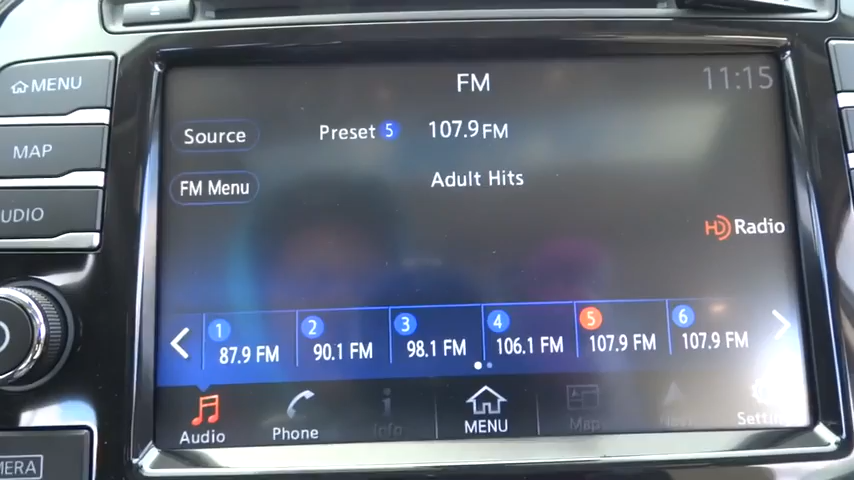 FM
11:15
MENU
Source
Preset 5 107.9 FM
MAP
FM Menu
Adult Hits
AUDIO
HD Radio
1 2 3 4 5 6
87.9 FM 90.1 FM 98.1 FM 106.1 FM 107.9 FM 107.9 FM
Audio Phone Info MENU Map
CAMERA